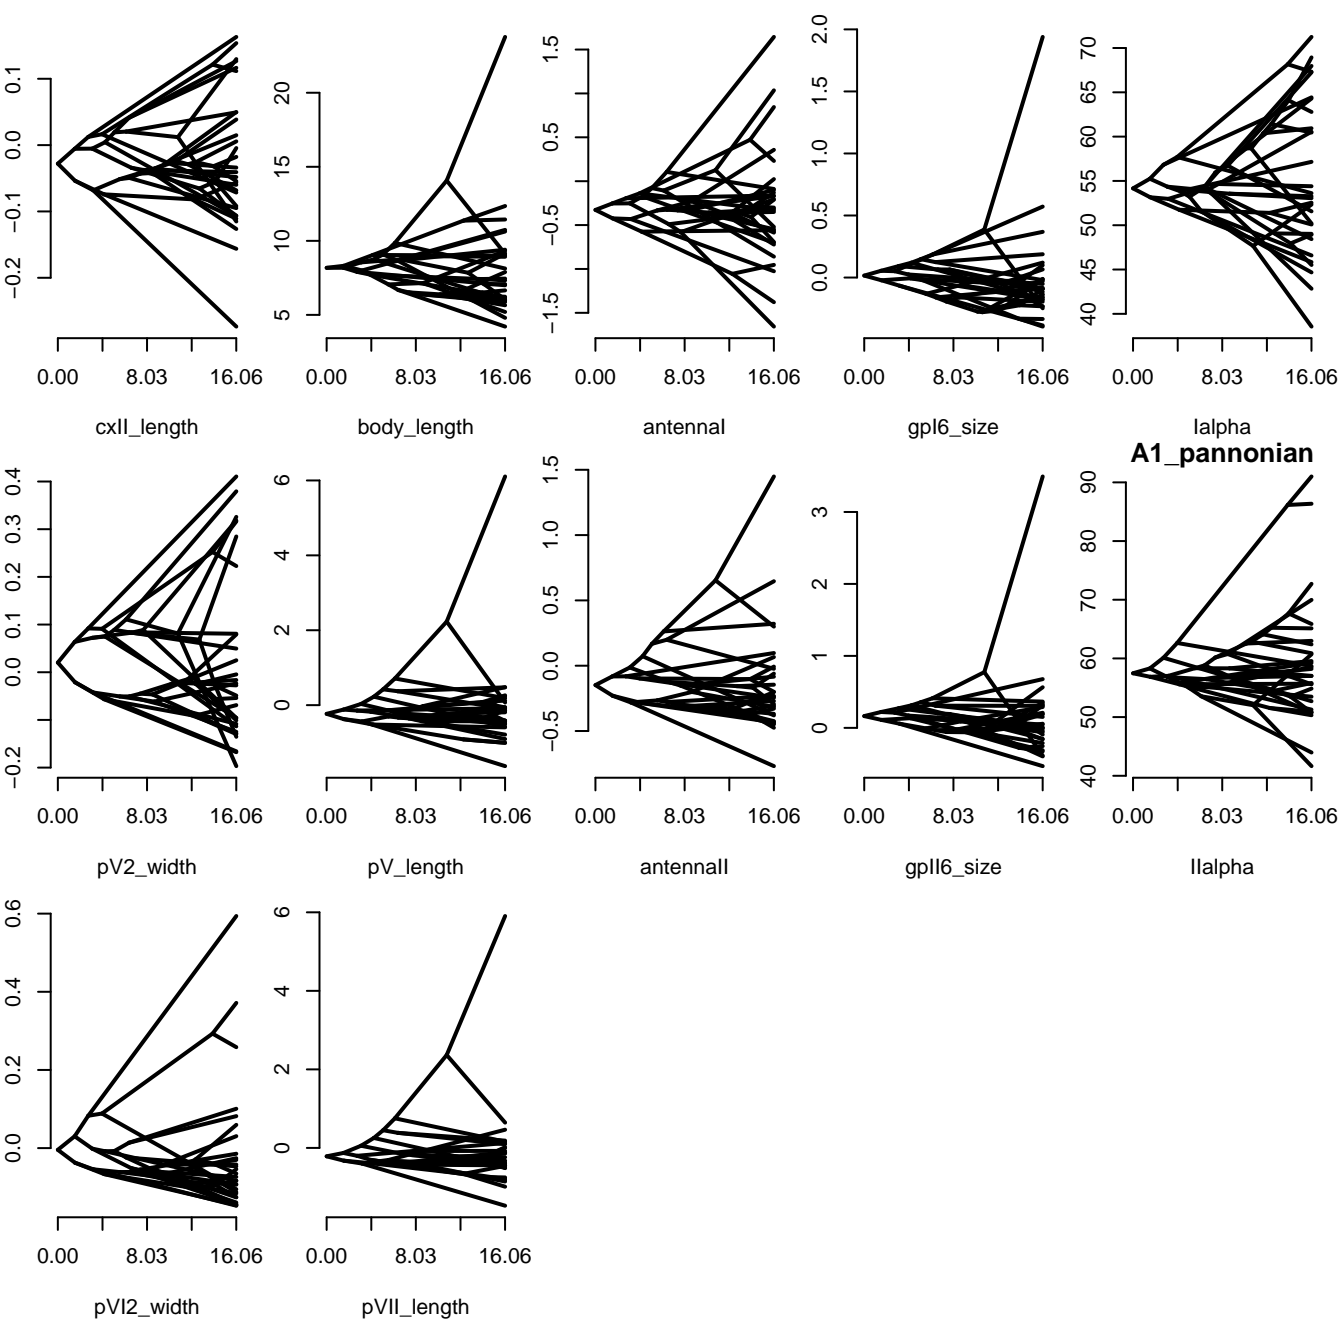 0.1
0.0
−0.1
−0.2
0.00 8.03 16.06
cxII_length
20
15
10
5
0.00 8.03 16.06
body_length
1.5
0.5
−0.5
−1.5
0.00 8.03 16.06
antennaI
2.0
1.5
1.0
0.5
0.0
0.00 8.03 16.06
gpI6_size
70
65
60
55
50
45
40
0.00 8.03 16.06
Ialpha
0.4
0.3
0.2
0.1
0.0
−0.2
0.00 8.03 16.06
pV2_width
6
4
2
0
0.00 8.03 16.06
pV_length
1.5
1.0
0.5
0.0
−0.5
0.00 8.03 16.06
antennaII
3
2
1
0
0.00 8.03 16.06
gpII6_size
A1_pannonian
90
80
70
60
50
40
0.00 8.03 16.06
IIalpha
0.6
0.4
0.2
0.0
0.00 8.03 16.06
pVI2_width
6
4
2
0
0.00 8.03 16.06
pVII_length